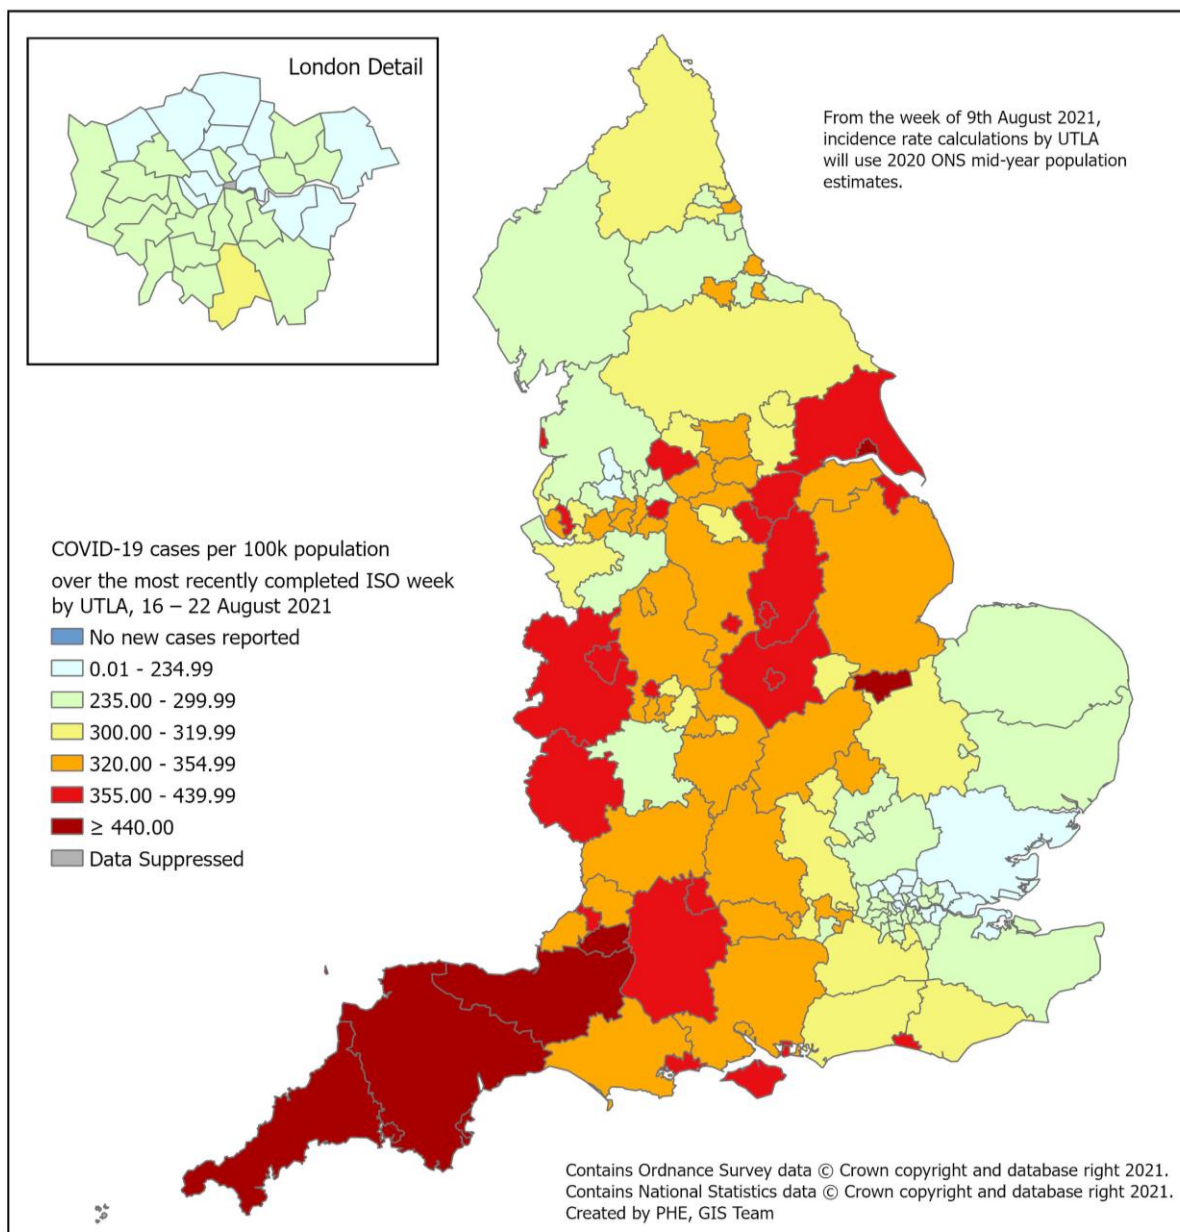 London Detail
From the week of 9th August 2021,
incidence rate calculations by UTLA
will use 2020 ONS mid-year population
estimates.
COVID-19 cases per 100k population
over the most recently completed ISO week
by UTLA, 16 – 22 August 2021
No new cases reported
0.01 - 234.99
235.00 - 299.99
300.00 - 319.99
320.00 - 354.99
355.00 - 439.99
≥ 440.00
Data Suppressed
Contains Ordnance Survey data © Crown copyright and database right 2021.
Contains National Statistics data © Crown copyright and database right 2021.
Created by PHE, GIS Team